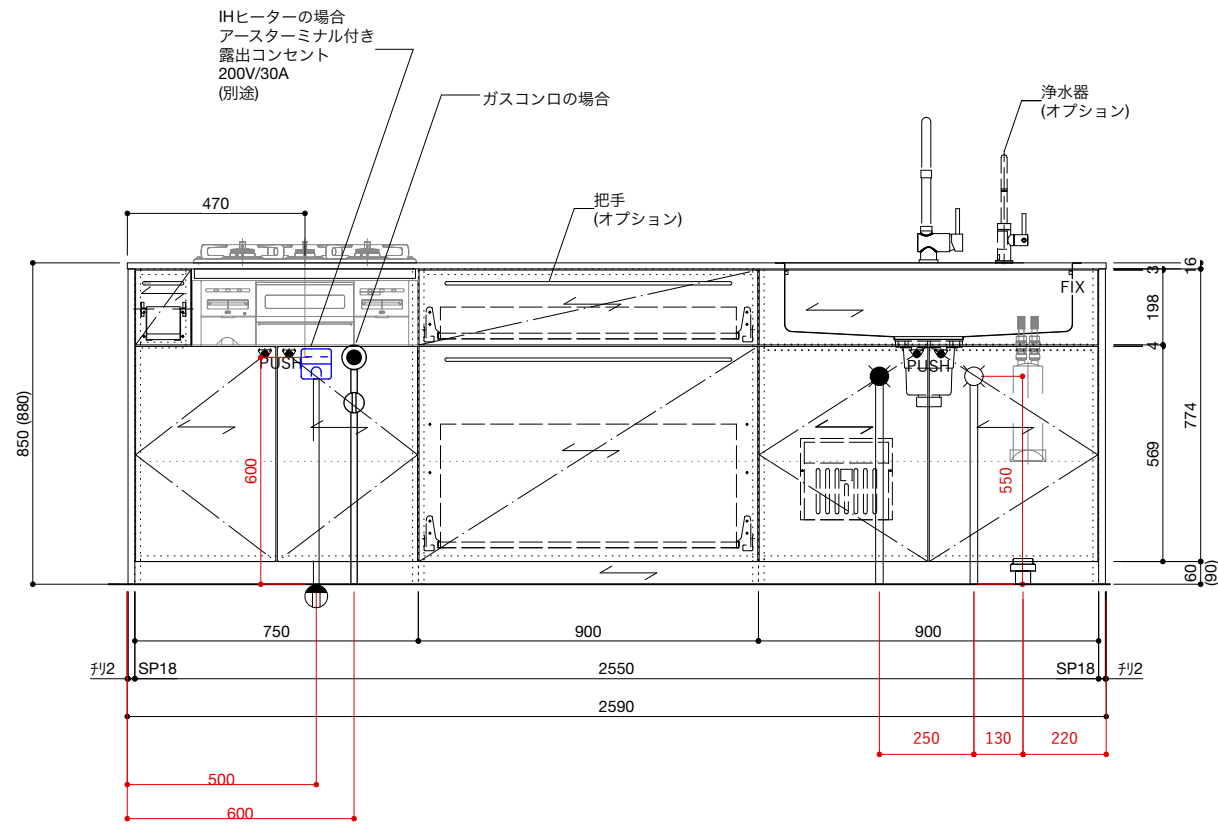 IHヒーターの場合
アースターミナル付き
露出コンセント
200V/30A
(別途)
ガスコンロの場合
浄水器
(オプション)
把手
(オプション)
470
16
3
FIX
198
4
PUSH
PUSH
850 (880)
774
569
600
550
60
(90)
750
900
900
チリ2
SP18
2550
SP18
チリ2
2590
250
130
220
500
600